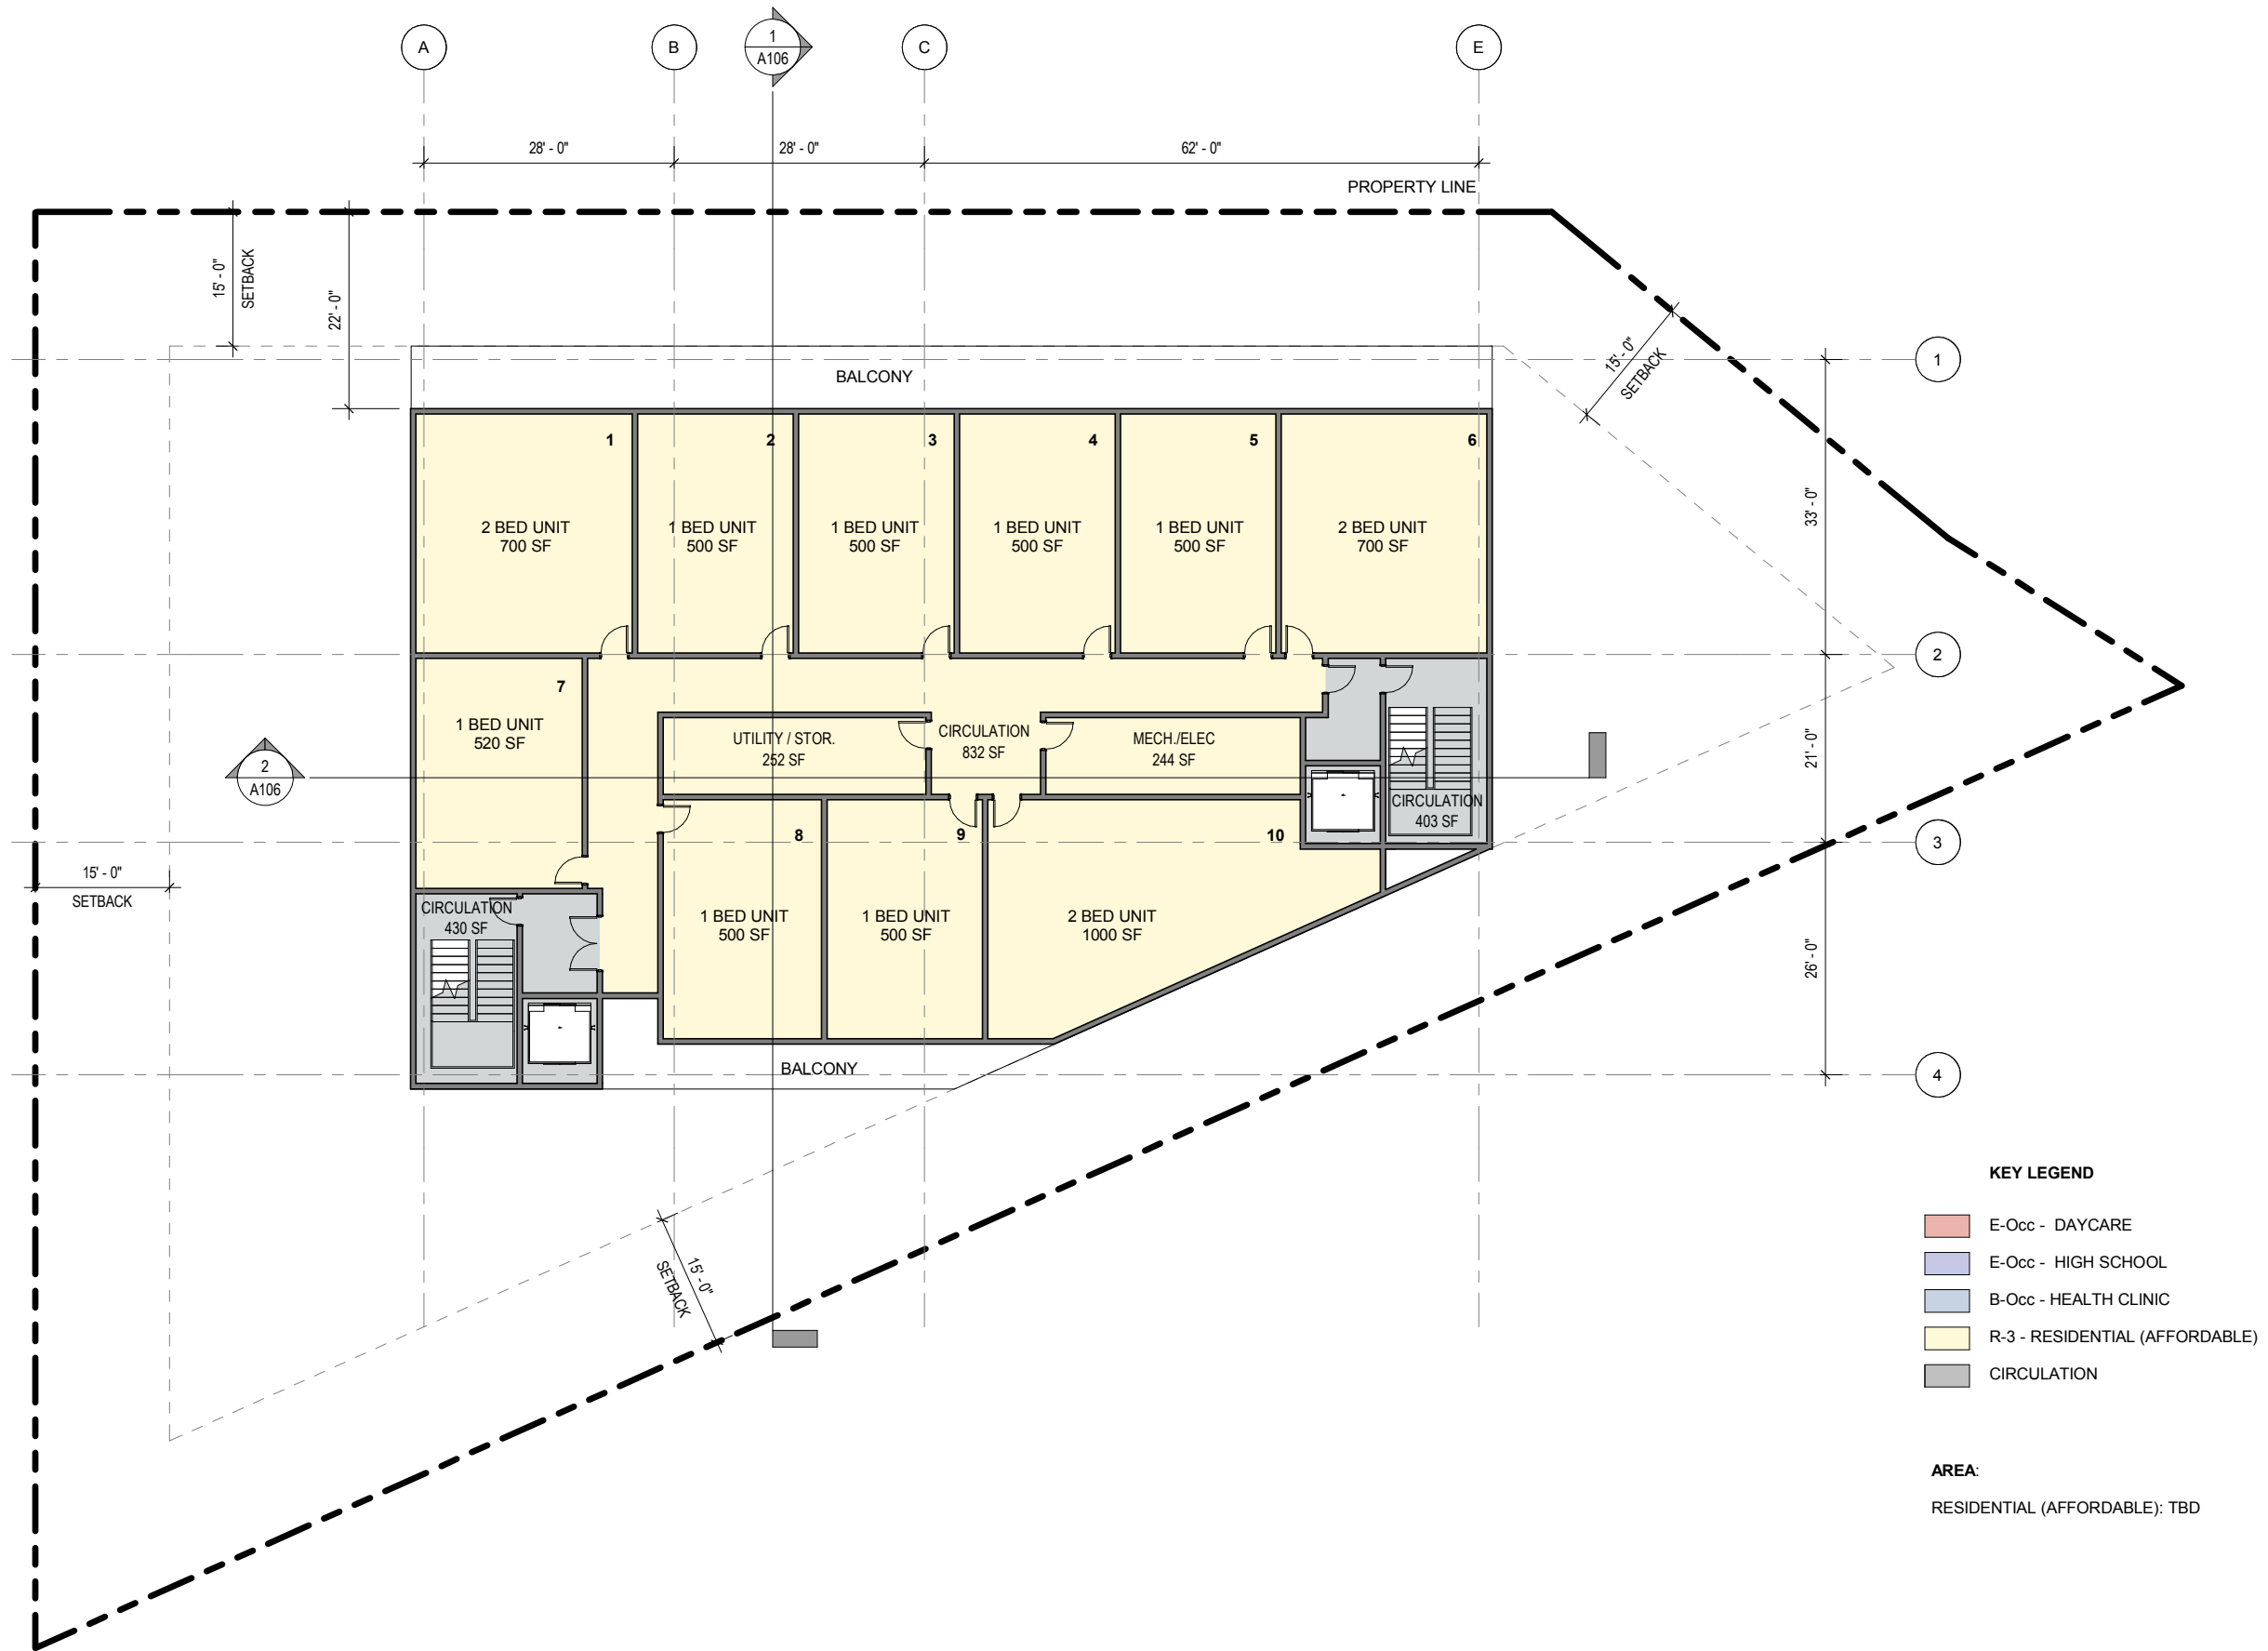 A
B
1
A106
C
E
28' - 0"
28' - 0"
62' - 0"
PROPERTY LINE
15' - 0"
SETBACK
22' - 0"
15' - 0"
SETBACK
1
BALCONY
1
2
3
4
5
6
2 BED UNIT
700 SF
1 BED UNIT
500 SF
1 BED UNIT
500 SF
1 BED UNIT
500 SF
1 BED UNIT
500 SF
2 BED UNIT
700 SF
33' - 0"
2
7
1 BED UNIT
520 SF
UTILITY / STOR.
252 SF
CIRCULATION
832 SF
MECH./ELEC
244 SF
21' - 0"
2
A106
CIRCULATION
403 SF
8
9
10
3
15' - 0"
SETBACK
CIRCULATION
430 SF
1 BED UNIT
500 SF
1 BED UNIT
500 SF
2 BED UNIT
1000 SF
26' - 0"
BALCONY
4
15' - 0"
SETBACK
KEY LEGEND
E-Occ - DAYCARE
E-Occ - HIGH SCHOOL
B-Occ - HEALTH CLINIC
R-3 - RESIDENTIAL (AFFORDABLE)
CIRCULATION
AREA:
RESIDENTIAL (AFFORDABLE): TBD